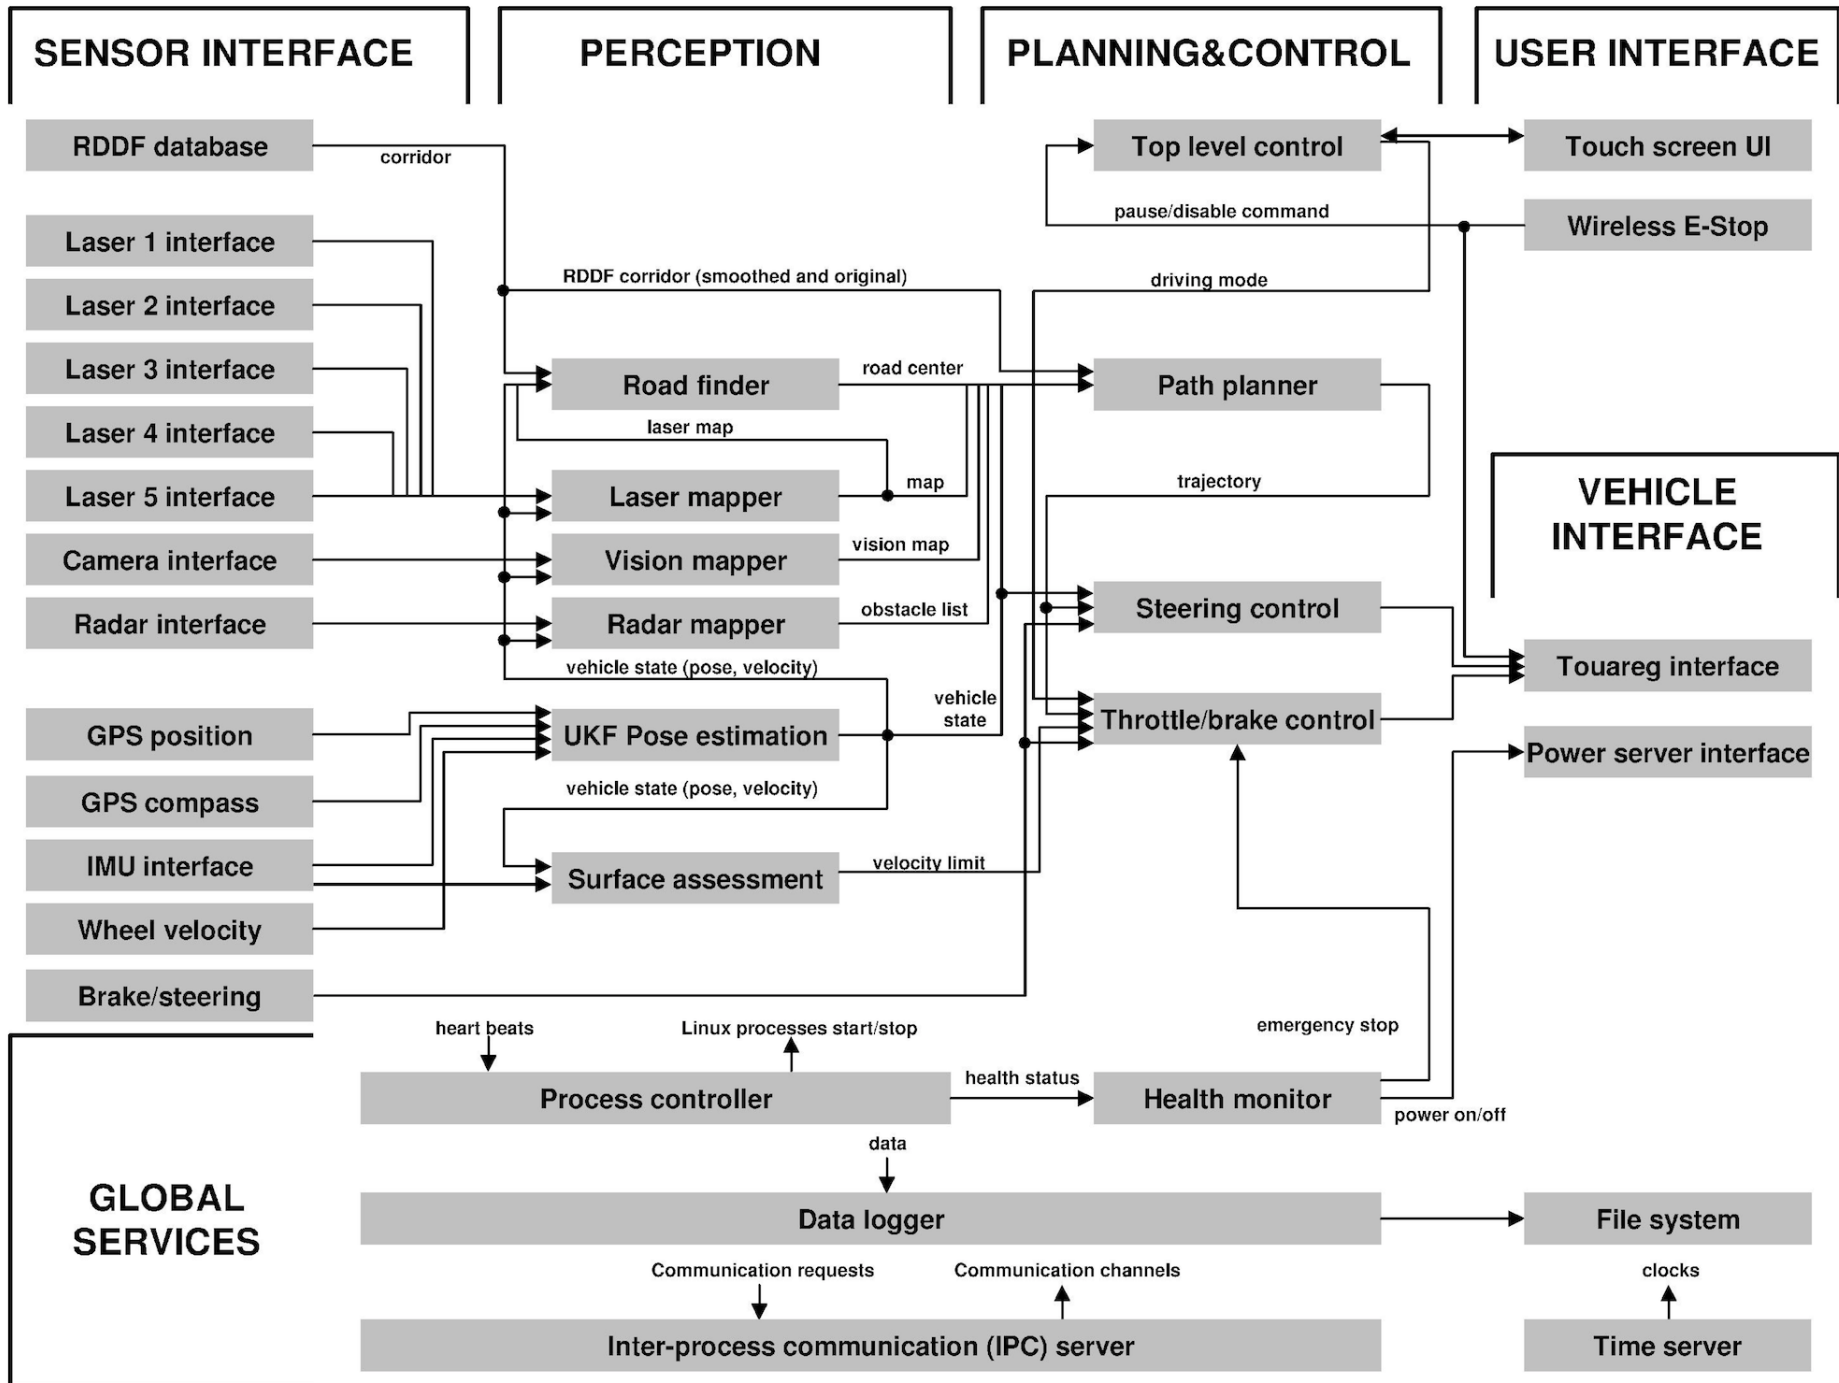 SENSOR INTERFACE
PERCEPTION
PLANNING&CONTROL
USER INTERFACE
RDDF database
corridor
Top level control
Touch screen UI
pause/disable command
Wireless E-Stop
Laser 1 interface
RDDF corridor (smoothed and original)
driving mode
Laser 2 interface
Laser 3 interface
Road finder
road center
Path planner
Laser 4 interface
laser map
Laser 5 interface
Laser mapper
map
trajectory
VEHICLE
INTERFACE
Camera interface
Vision mapper
vision map
Radar interface
Radar mapper
obstacle list
Steering control
vehicle state (pose, velocity)
Touareg interface
vehicle
state
GPS position
UKF Pose estimation
Throttle/brake control
Power server interface
vehicle state (pose, velocity)
GPS compass
IMU interface
Surface assessment
velocity limit
Wheel velocity
Brake/steering
heart beats
Linux processes start/stop
emergency stop
Process controller
health status
Health monitor
power on/off
data
GLOBAL
SERVICES
Data logger
File system
Communication requests
Communication channels
clocks
Inter-process communication (IPC) server
Time server